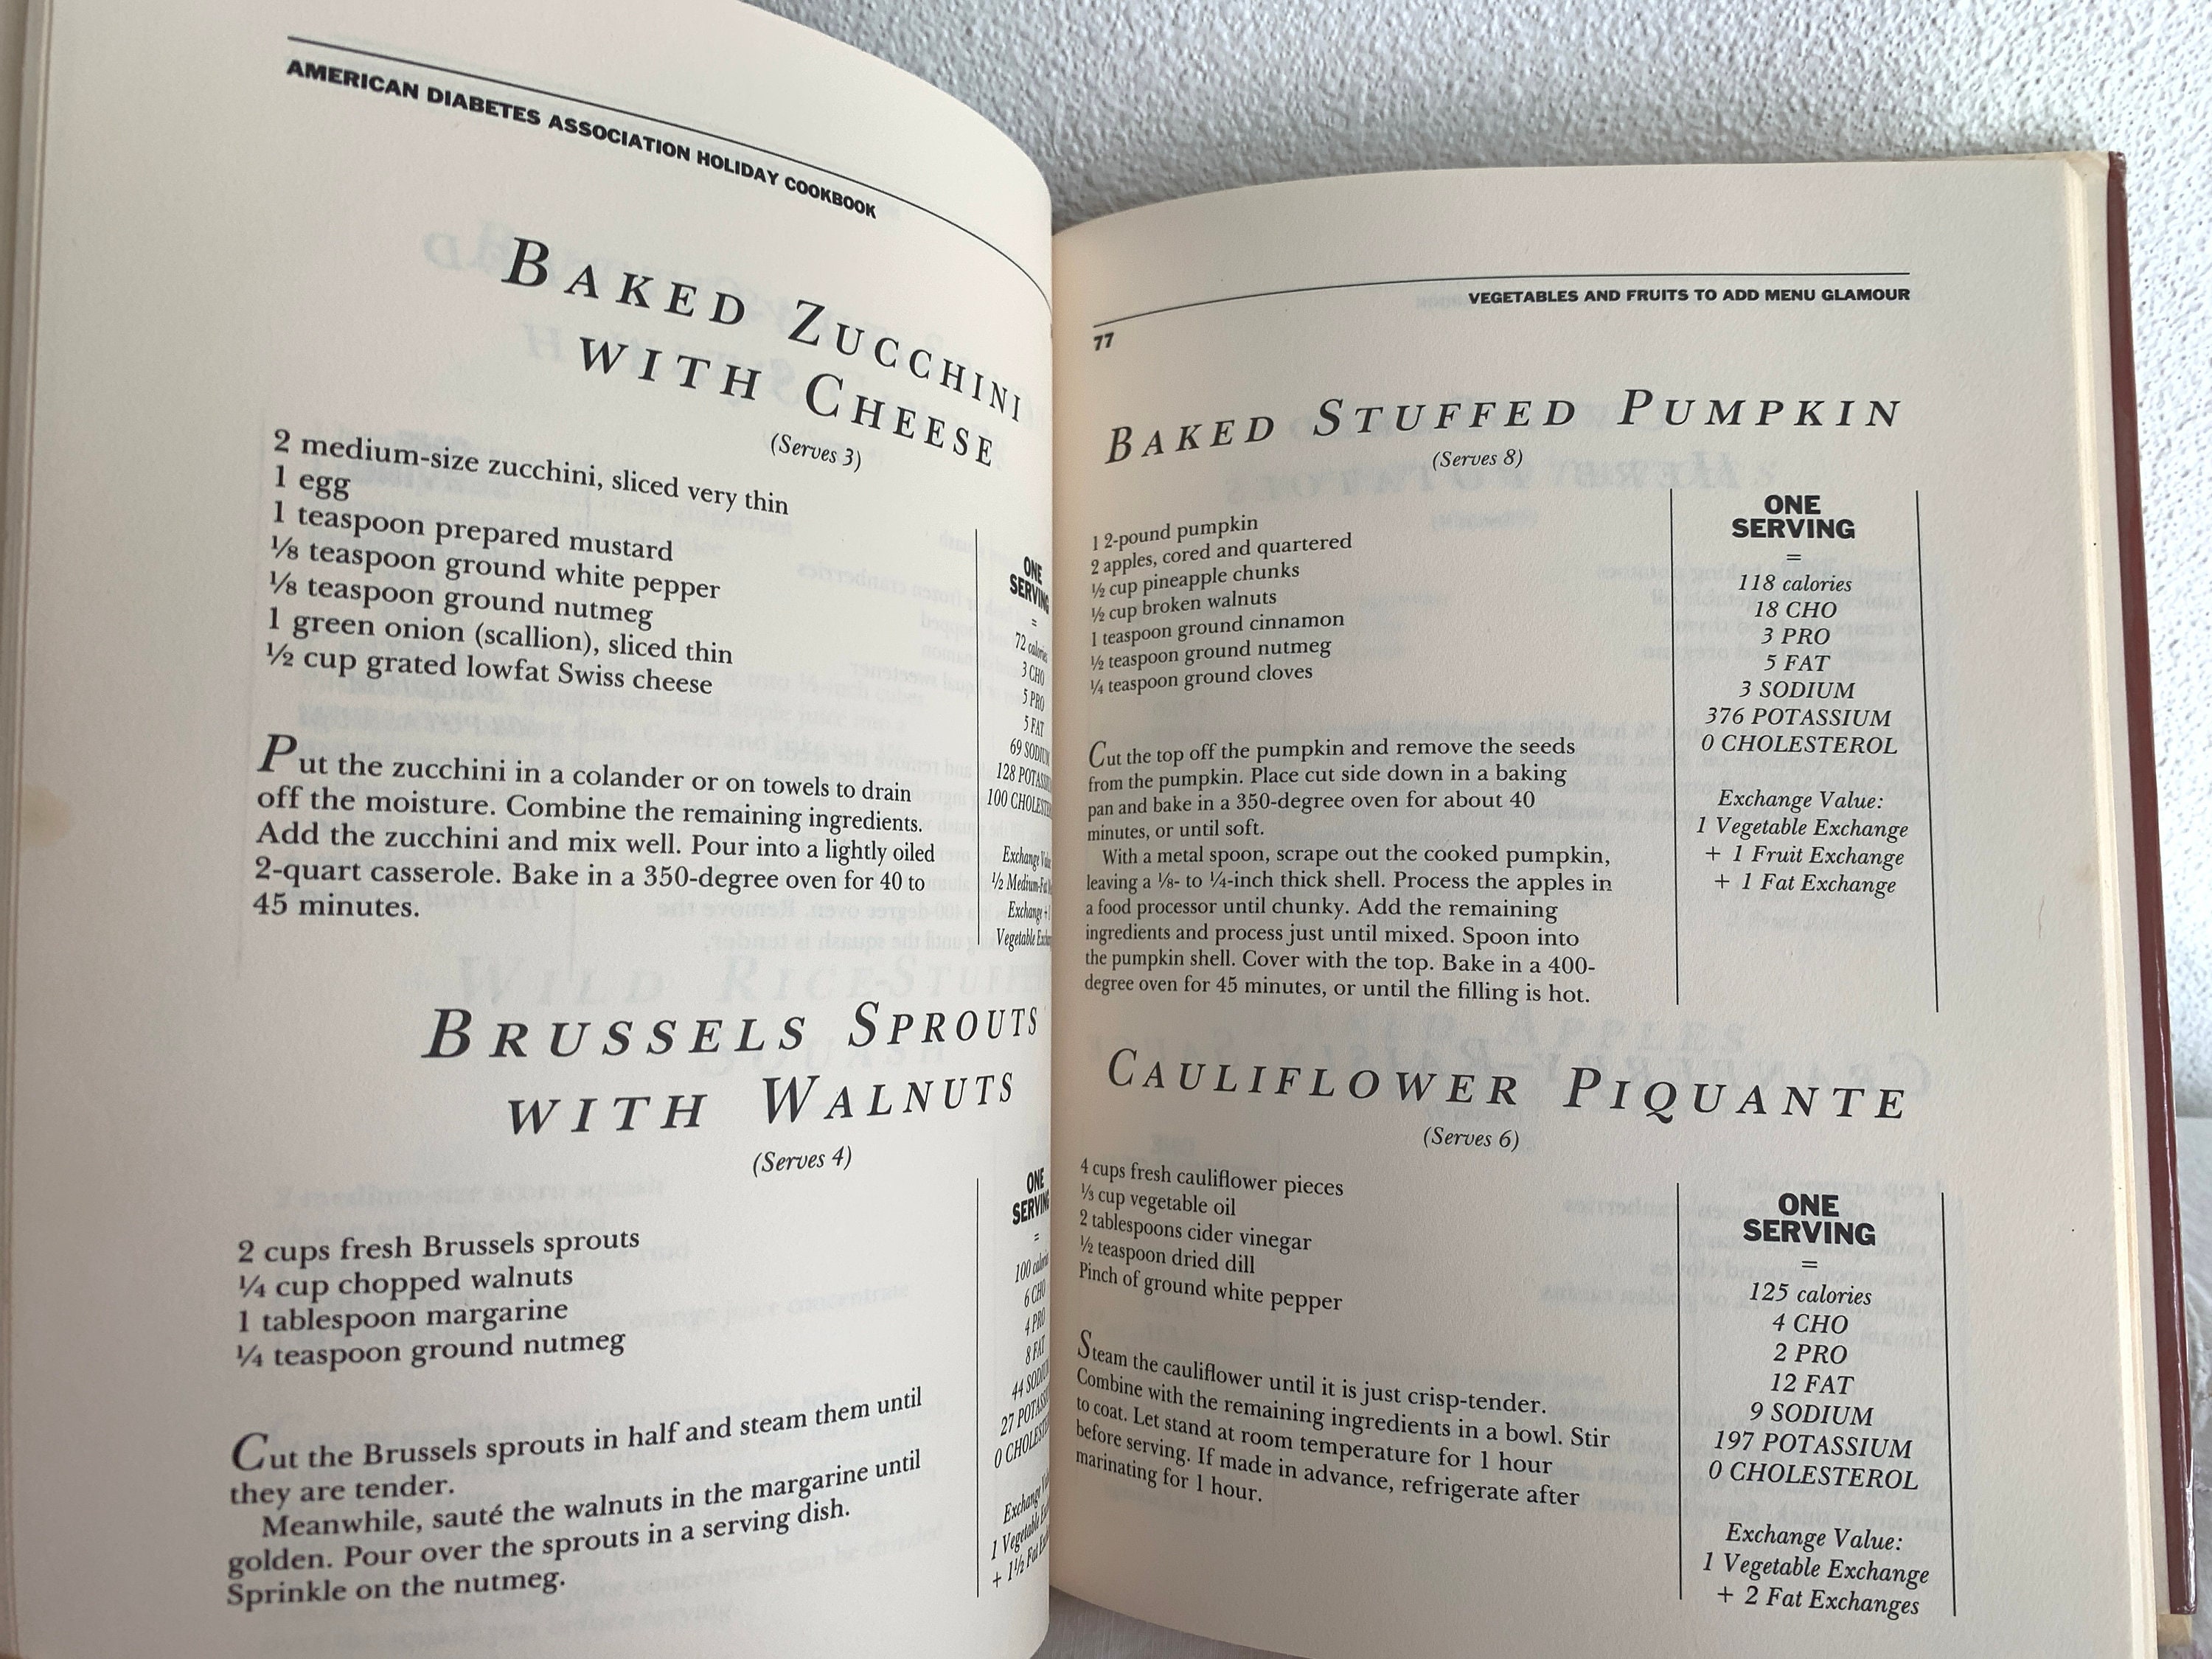 AMERICAN DIABETES ASSOCIATION HOLIDAY COOKBOOK
BAKED ZUCCHINI
WITH CHEESE
(Serves 3)
2 medium-size zucchini, sliced very thin
1 egg
1 teaspoon prepared mustard
⅛ teaspoon ground white pepper
⅛ teaspoon ground nutmeg
1 green onion (scallion), sliced thin
½ cup grated lowfat Swiss cheese
ONE
SERVING
=
72 calories
3 CHO
5 PRO
5 FAT
69 SODIUM
128
100
Exchange
½
Exchange + 1
Vegetable
Put the zucchini in a colander or on towels to drain
off the moisture. Combine the remaining ingredients.
Add the zucchini and mix well. Pour into a lightly oiled
2-quart casserole. Bake in a 350-degree oven for 40 to
45 minutes.
BRUSSELS SPROUTS
WITH WALNUTS
(Serves 4)
2 cups fresh Brussels sprouts
¼ cup chopped walnuts
1 tablespoon margarine
¼ teaspoon ground nutmeg
ONE
SERVING
=
100
6 CHO
4 PRO
8 FAT
44
27
0
Exchange
1 Vegetable
+ 1½ Fat
Cut the Brussels sprouts in half and steam them until
they are tender.
Meanwhile, sauté the walnuts in the margarine until
golden. Pour over the sprouts in a serving dish.
Sprinkle on the nutmeg.
VEGETABLES AND FRUITS TO ADD MENU GLAMOUR
77
BAKED STUFFED PUMPKIN
(Serves 8)
1 2-pound pumpkin
2 apples, cored and quartered
½ cup pineapple chunks
½ cup broken walnuts
1 teaspoon ground cinnamon
½ teaspoon ground nutmeg
¼ teaspoon ground cloves
ONE
SERVING
=
118 calories
18 CHO
3 PRO
5 FAT
3 SODIUM
376 POTASSIUM
0 CHOLESTEROL
Exchange Value:
1 Vegetable Exchange
+ 1 Fruit Exchange
+ 1 Fat Exchange
Cut the top off the pumpkin and remove the seeds
from the pumpkin. Place cut side down in a baking
pan and bake in a 350-degree oven for about 40
minutes, or until soft.
With a metal spoon, scrape out the cooked pumpkin,
leaving a ⅛- to ¼-inch thick shell. Process the apples in
a food processor until chunky. Add the remaining
ingredients and process just until mixed. Spoon into
the pumpkin shell. Cover with the top. Bake in a 400-
degree oven for 45 minutes, or until the filling is hot.
CAULIFLOWER PIQUANTE
(Serves 6)
4 cups fresh cauliflower pieces
⅓ cup vegetable oil
2 tablespoons cider vinegar
½ teaspoon dried dill
Pinch of ground white pepper
ONE
SERVING
=
125 calories
4 CHO
2 PRO
12 FAT
9 SODIUM
197 POTASSIUM
0 CHOLESTEROL
Exchange Value:
1 Vegetable Exchange
+ 2 Fat Exchanges
Steam the cauliflower until it is just crisp-tender.
Combine with the remaining ingredients in a bowl. Stir
to coat. Let stand at room temperature for 1 hour
before serving. If made in advance, refrigerate after
marinating for 1 hour.